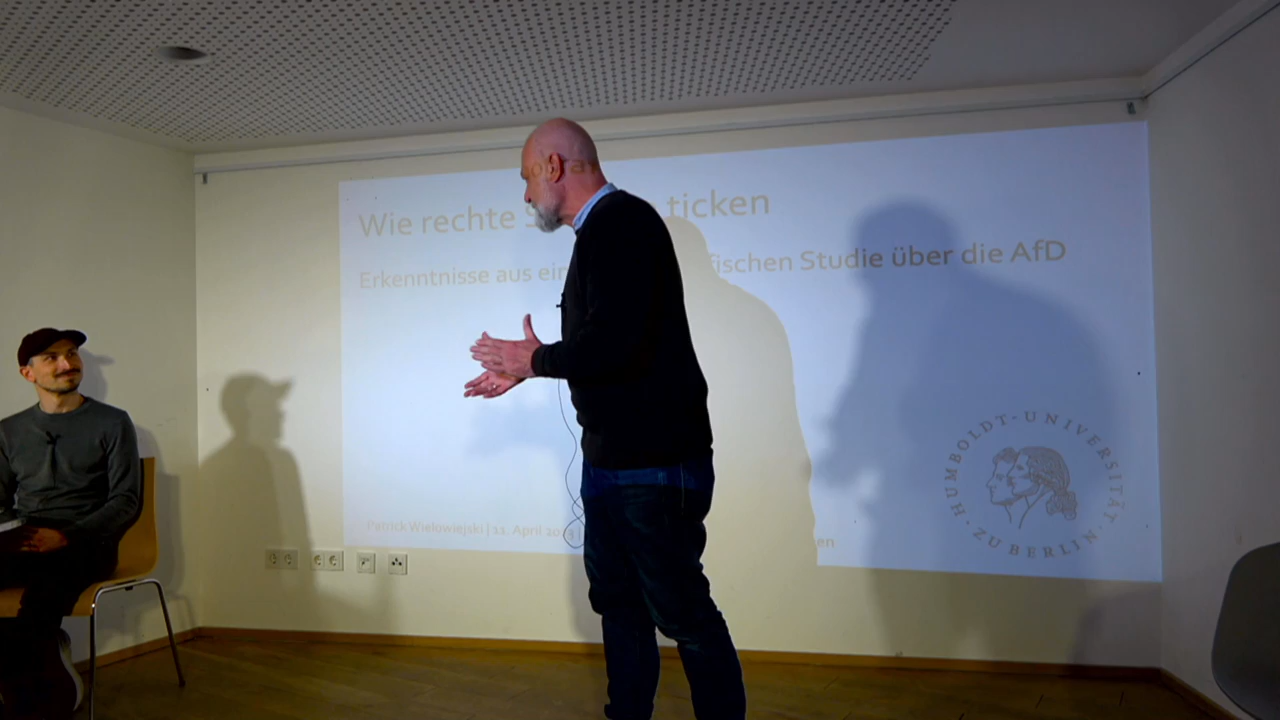 Wie rechte S ticken
Erkenntnisse aus ein fischen Studie über die AfD
Patrick Wielowiejski | 11. April
en
HUMBOLDT-UNIVERSITÄT
ZU BERLIN